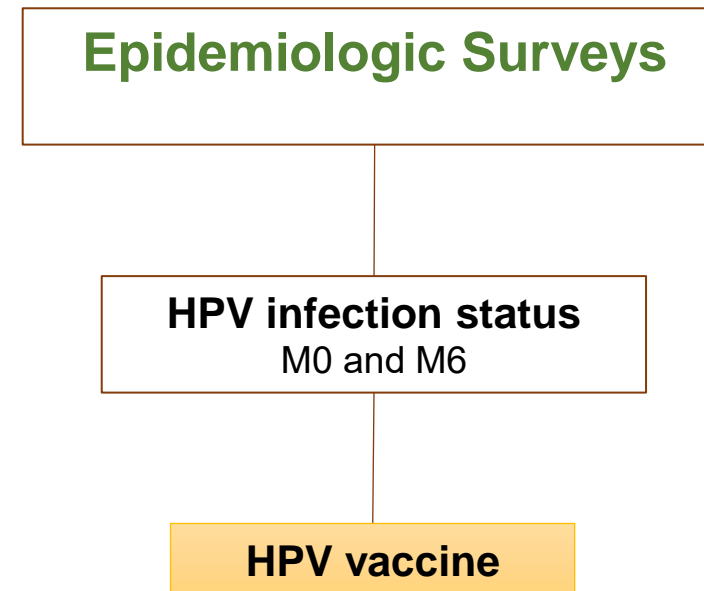 Epidemiologic Surveys
HPV infection status
M0 and M6
HPV vaccine